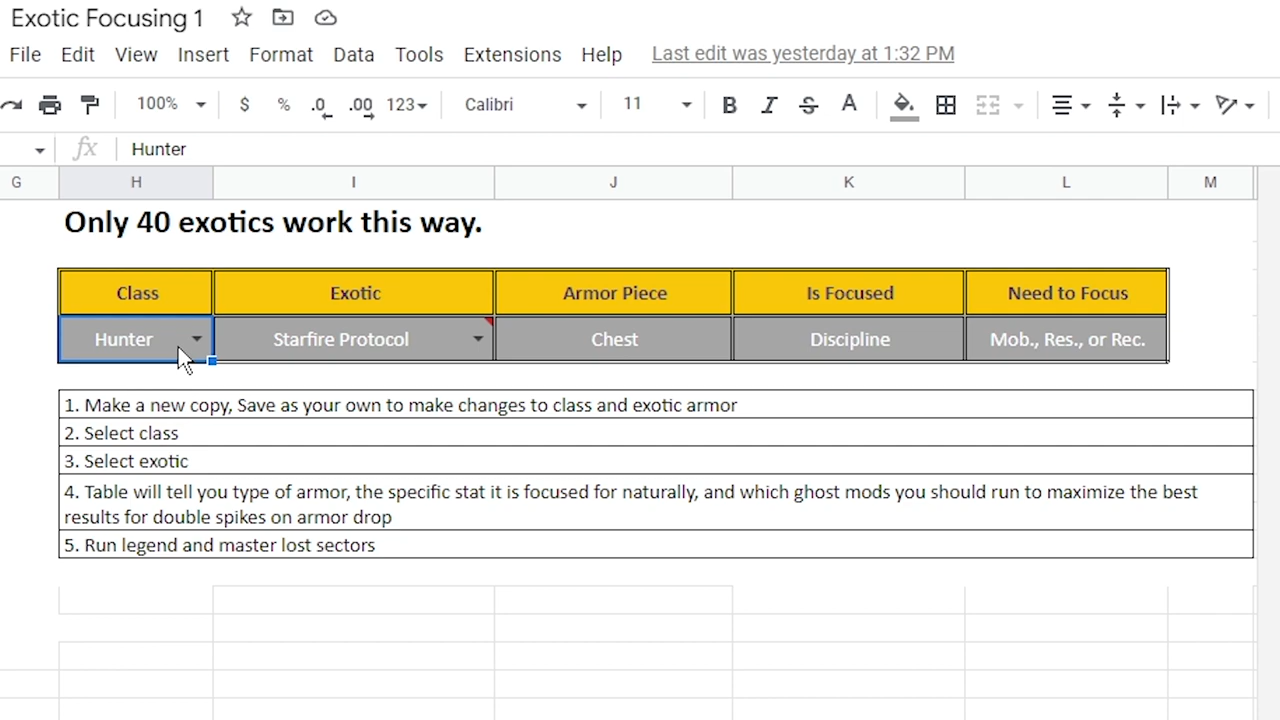 Exotic Focusing 1
File Edit View Insert Format Data Tools Extensions Help Last edit was yesterday at 1:32 PM
100% $ % .0 .00 123 Calibri 11 B I S A
fx Hunter
G H I J K L M
Only 40 exotics work this way.
Class Exotic Armor Piece Is Focused Need to Focus
Hunter Starfire Protocol Chest Discipline Mob., Res., or Rec.
1. Make a new copy, Save as your own to make changes to class and exotic armor
2. Select class
3. Select exotic
4. Table will tell you type of armor, the specific stat it is focused for naturally, and which ghost mods you should run to maximize the best
results for double spikes on armor drop
5. Run legend and master lost sectors